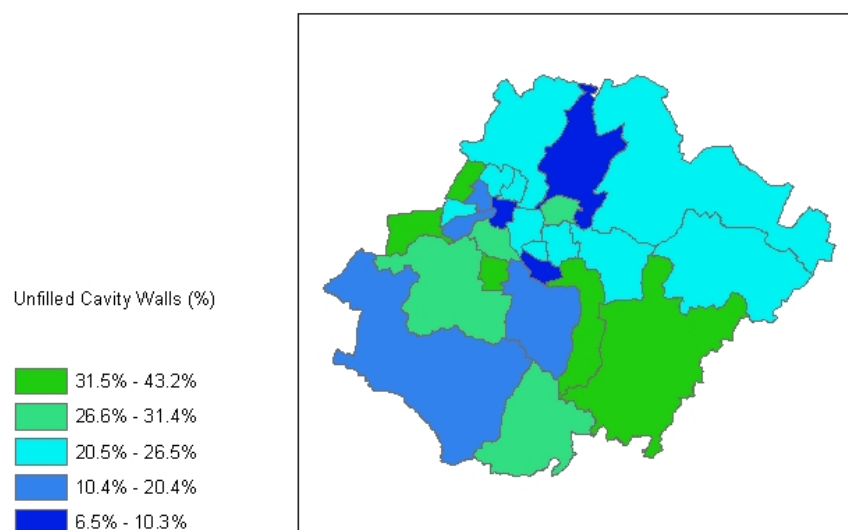 Unfilled Cavity Walls (%)
31.5% - 43.2%
26.6% - 31.4%
20.5% - 26.5%
10.4% - 20.4%
6.5% - 10.3%